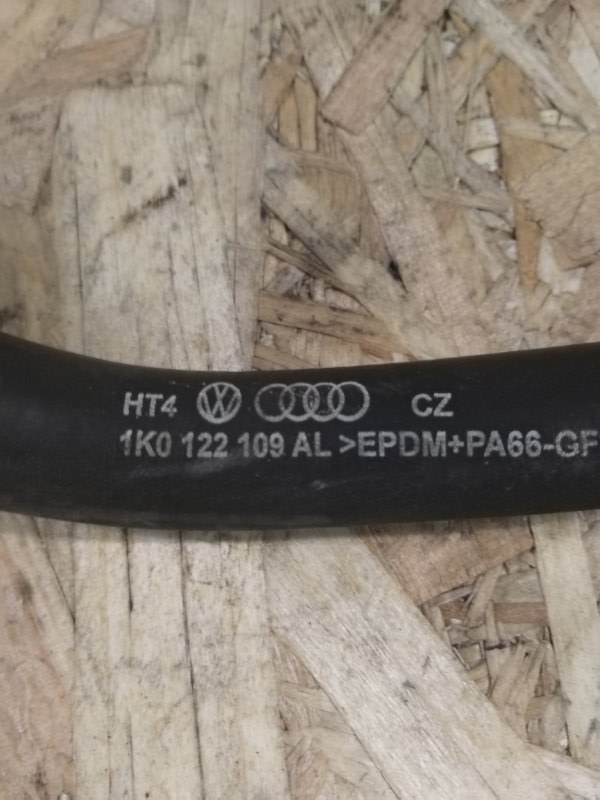 HT4 CZ
1K0 122 109 AL >EPDM+PA66-GF